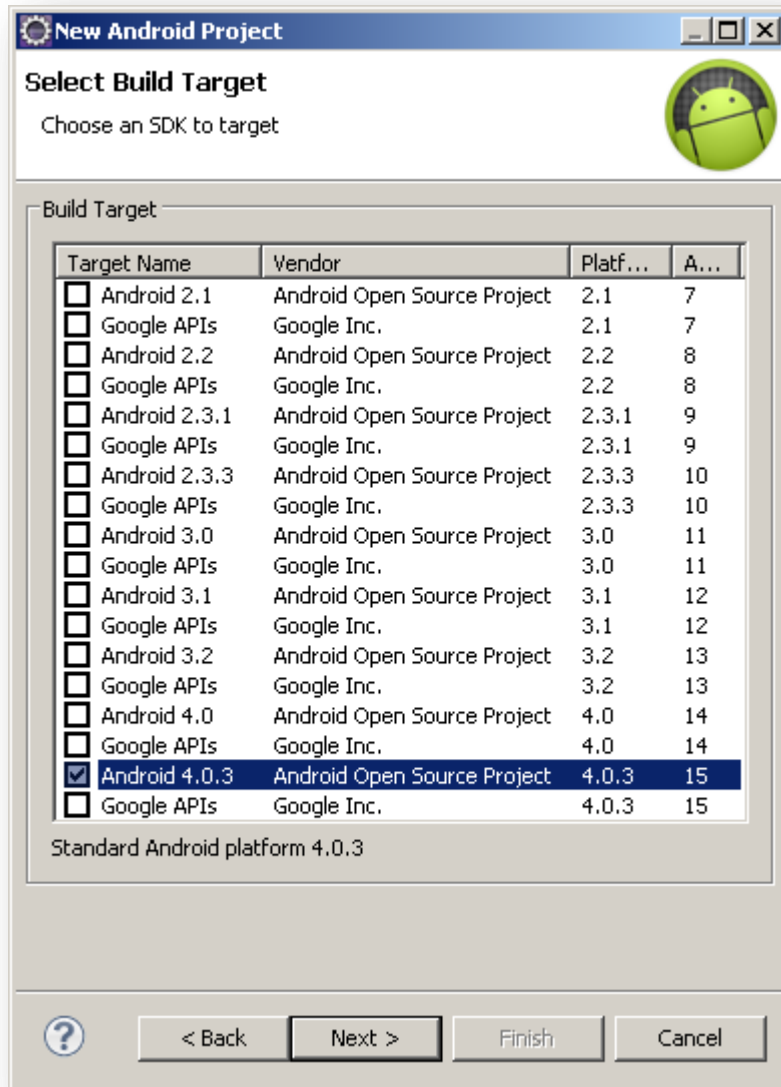 New Android Project
Select Build Target
Choose an SDK to target
Build Target
Target Name Vendor Platf... A...
Android 2.1 Android Open Source Project 2.1 7
Google APIs Google Inc. 2.1 7
Android 2.2 Android Open Source Project 2.2 8
Google APIs Google Inc. 2.2 8
Android 2.3.1 Android Open Source Project 2.3.1 9
Google APIs Google Inc. 2.3.1 9
Android 2.3.3 Android Open Source Project 2.3.3 10
Google APIs Google Inc. 2.3.3 10
Android 3.0 Android Open Source Project 3.0 11
Google APIs Google Inc. 3.0 11
Android 3.1 Android Open Source Project 3.1 12
Google APIs Google Inc. 3.1 12
Android 3.2 Android Open Source Project 3.2 13
Google APIs Google Inc. 3.2 13
Android 4.0 Android Open Source Project 4.0 14
Google APIs Google Inc. 4.0 14
Android 4.0.3 Android Open Source Project 4.0.3 15
Google APIs Google Inc. 4.0.3 15
Standard Android platform 4.0.3
? < Back Next > Finish Cancel